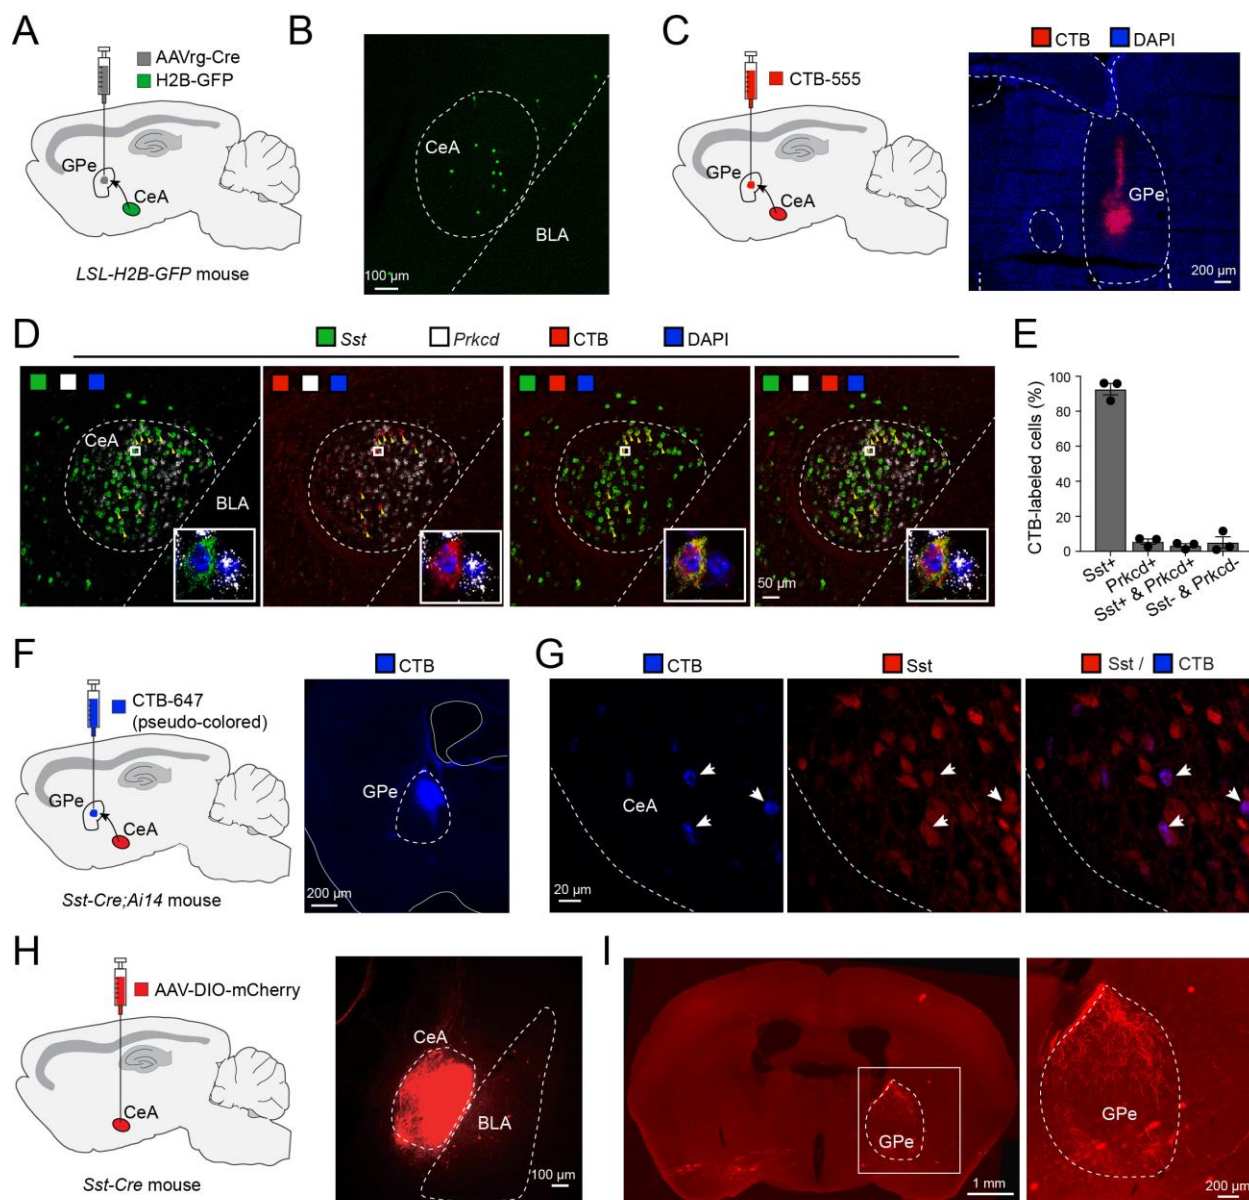 A
AAVrg-Cre
H2B-GFP
GPe
CeA
LSL-H2B-GFP mouse
B
CeA
BLA
100 µm
C
CTB-555
GPe
CeA
CTB
DAPI
GPe
200 µm
D
Sst
Prkcd
CTB
DAPI
CeA
BLA
50 µm
E
CTB-labeled cells (%)
100
80
60
40
20
10
0
Sst+
Prkcd+
Sst+ & Prkcd+
Sst- & Prkcd-
F
CTB-647
(pseudo-colored)
GPe
CeA
Sst-Cre;Ai14 mouse
CTB
GPe
200 µm
G
CTB
Sst
Sst / CTB
CeA
20 µm
H
AAV-DIO-mCherry
CeA
Sst-Cre mouse
CeA
BLA
100 µm
I
GPe
1 mm
GPe
200 µm